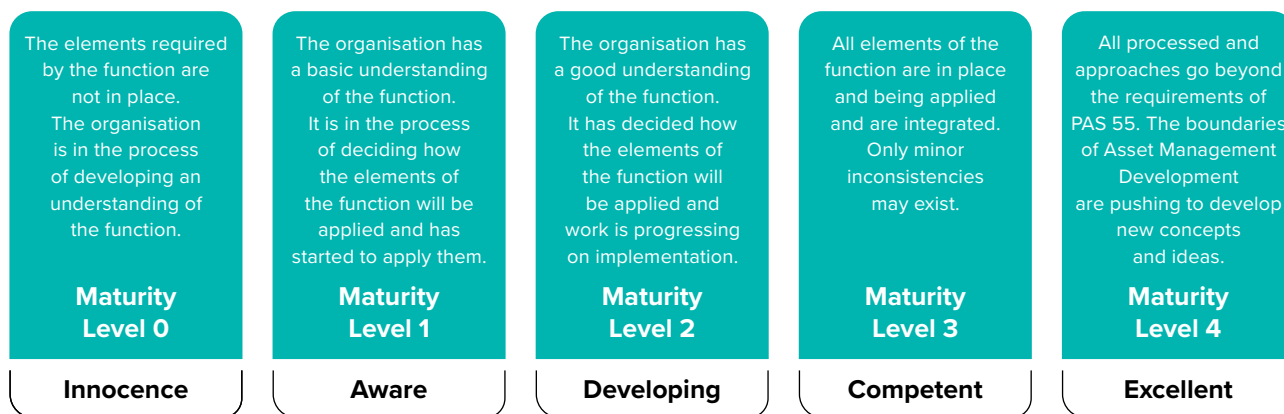 The elements required
by the function are
not in place.
The organisation
is in the process
of developing an
understanding of
the function.
Maturity
Level 0
Innocence
The organisation has
a basic understanding
of the function.
It is in the process
of deciding how
the elements of
the function will be
applied and has
started to apply them.
Maturity
Level 1
Aware
The organisation has
a good understanding
of the function.
It has decided how
the elements of
the function will
be applied and
work is progressing
on implementation.
Maturity
Level 2
Developing
All elements of the
function are in place
and being applied
and are integrated.
Only minor
inconsistencies
may exist.
Maturity
Level 3
Competent
All processed and
approaches go beyond
the requirements of
PAS 55. The boundaries
of Asset Management
Development
are pushing to develop
new concepts
and ideas.
Maturity
Level 4
Excellent